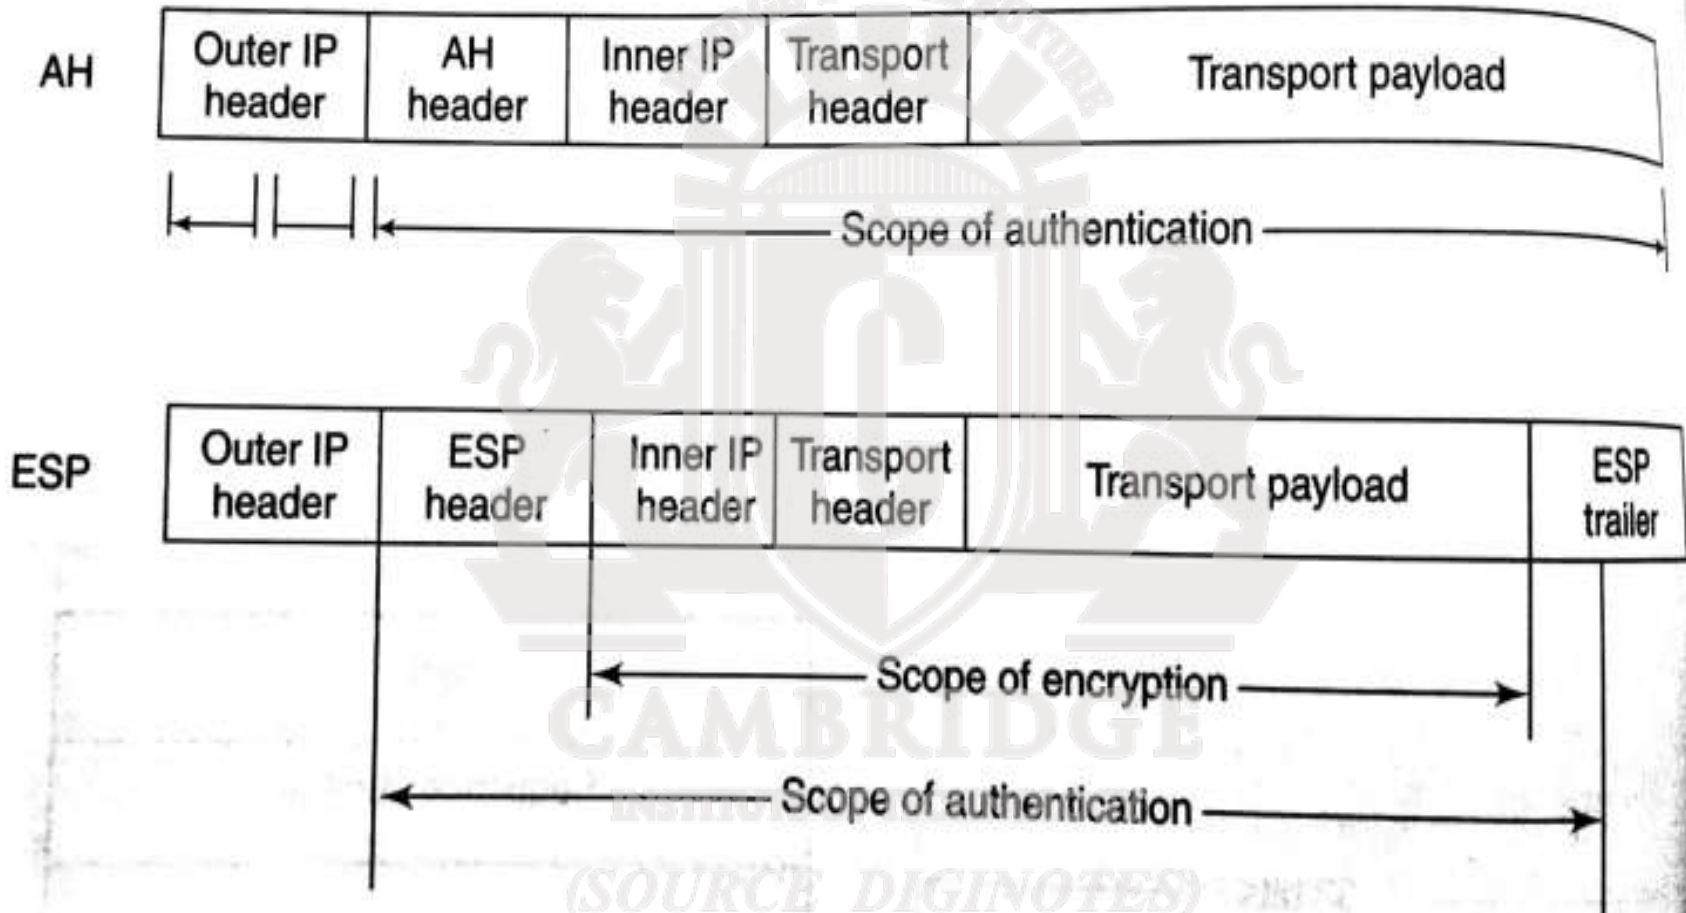 AH
Outer IP
header
AH
header
Inner IP
header
Transport
header
Transport payload
Scope of authentication
ESP
Outer IP
header
ESP
header
Inner IP
header
Transport
header
Transport payload
ESP
trailer
Scope of encryption
CAMBRIDGE
Scope of authentication
(SOURCE DIGINOTES)